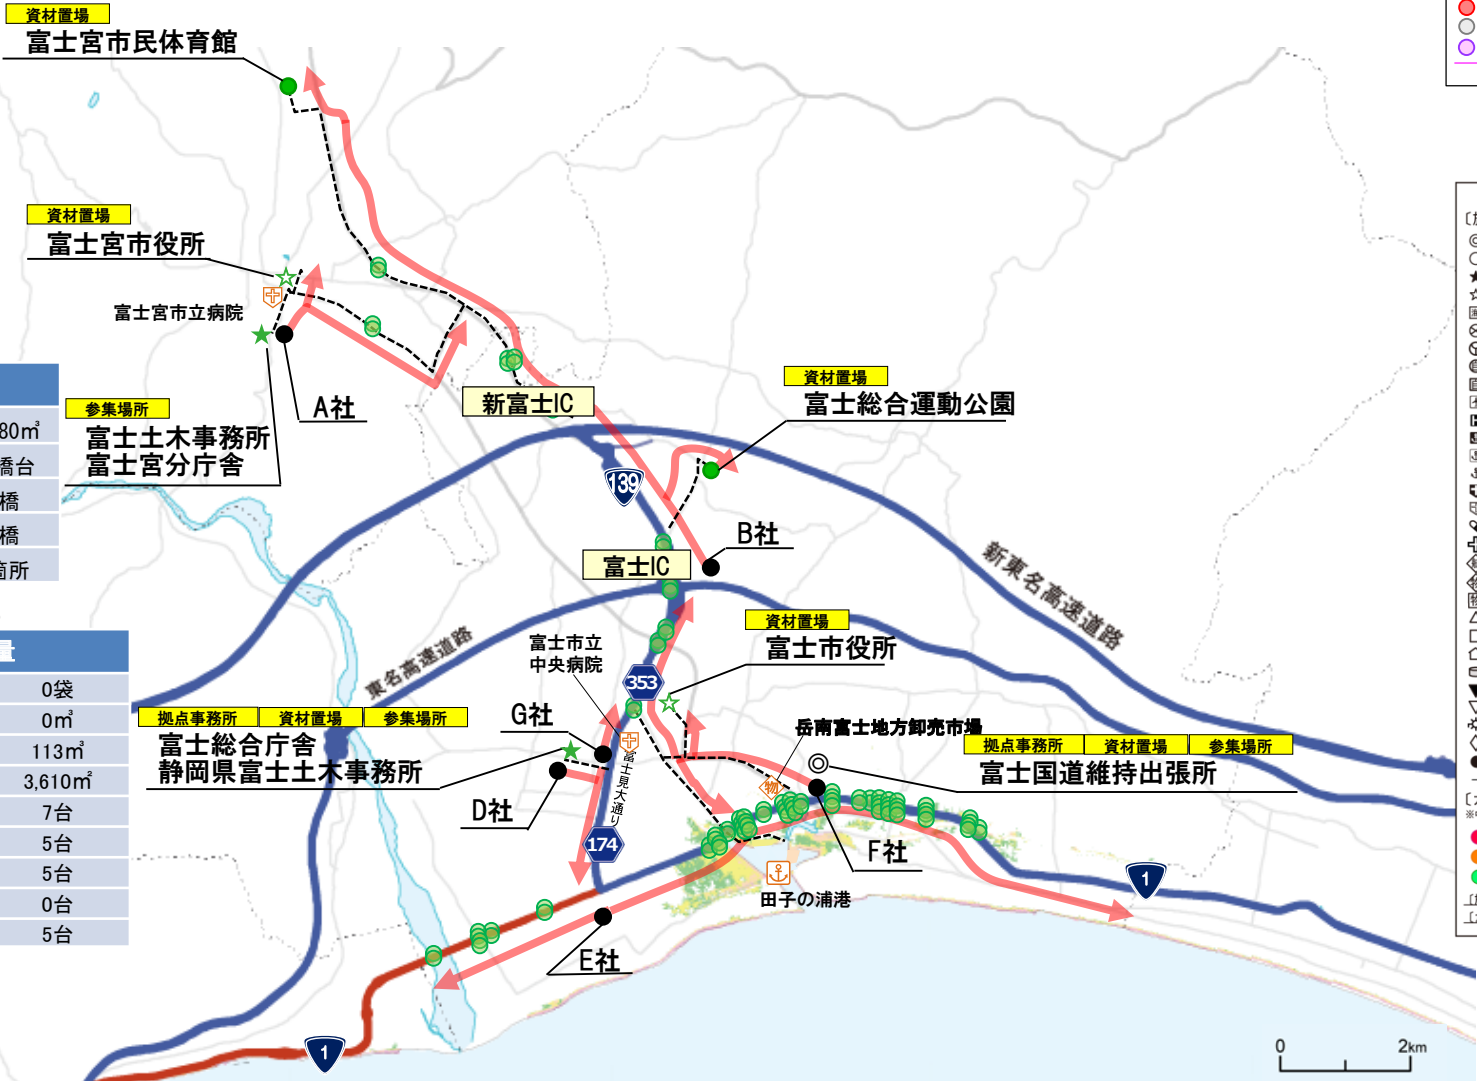 資材置場
富士宮市民体育館
資材置場
富士宮市役所
富士宮市立病院
A社
参集場所
富士土木事務所
富士宮分庁舎
新富士IC
資材置場
富士総合運動公園
139
B社
富士IC
新東名高速道路
東名高速道路
富士市立
中央病院
資材置場
富士市役所
353
G社
岳南富士地方卸売市場
拠点事務所 資材置場 参集場所
富士総合庁舎
静岡県富士土木事務所
拠点事務所 資材置場 参集場所
富士国道維持出張所
物
富士見大通り
D社
174
F社
1
田子の浦港
E社
1
0 2km
80㎡
橋台
橋
橋
箇所
量
0袋
0㎡
113㎡
3,610㎡
7台
5台
5台
0台
5台